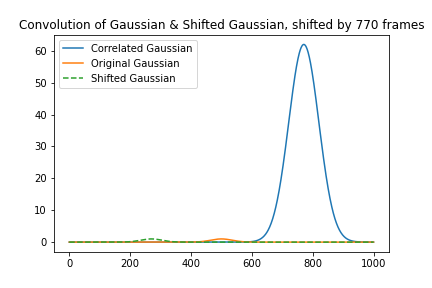 Convolution of Gaussian & Shifted Gaussian, shifted by 770 frames
Correlated Gaussian
Original Gaussian
Shifted Gaussian
60
50
40
30
20
10
0
0 200 400 600 800 1000